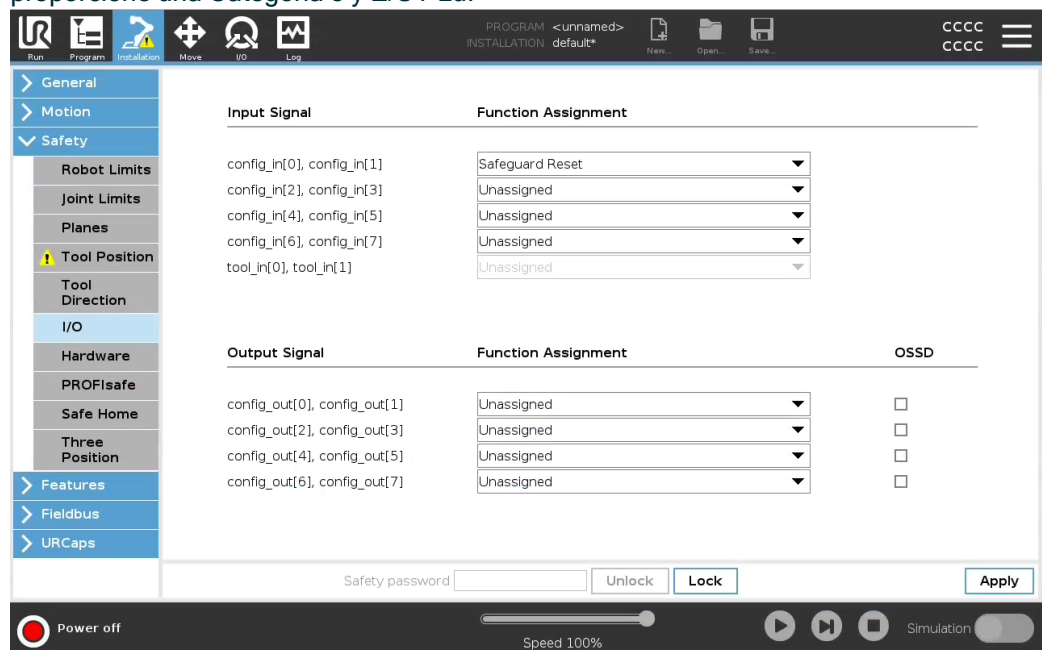 PROGRAM <unnamed>
INSTALLATION default*
CCCC
CCCC
Run Program Installation Move I/O Log New... Open... Save...
General
Motion
Safety
Robot Limits
Joint Limits
Planes
Tool Position
Tool
Direction
I/O
Hardware
PROFIsafe
Safe Home
Three
Position
Features
Fieldbus
URCaps
Input Signal Function Assignment
config_in[0], config_in[1] Safeguard Reset
config_in[2], config_in[3] Unassigned
config_in[4], config_in[5] Unassigned
config_in[6], config_in[7] Unassigned
tool_in[0], tool_in[1] Unassigned
Output Signal Function Assignment OSSD
config_out[0], config_out[1] Unassigned
config_out[2], config_out[3] Unassigned
config_out[4], config_out[5] Unassigned
config_out[6], config_out[7] Unassigned
Safety password Unlock Lock Apply
Power off Speed 100% Simulation